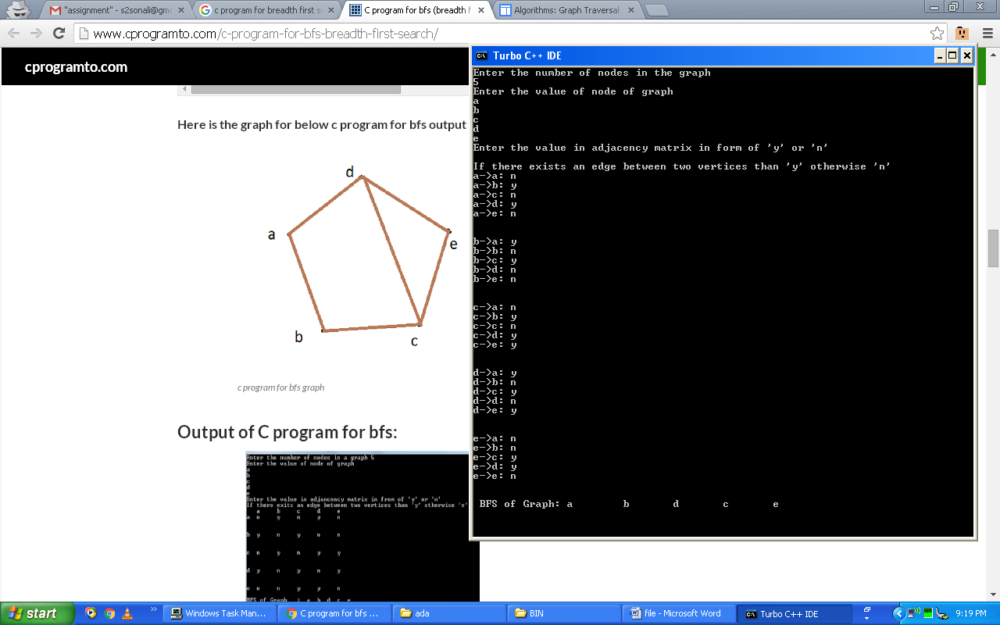 "assignment" - s2sonali@gm
c program for breadth first s
C program for bfs (breadth f
Algorithms: Graph Traversal
www.cprogramto.com/c-program-for-bfs-breadth-first-search/
cprogramto.com
Here is the graph for below c program for bfs output
d
a
e
b
c
c program for bfs graph
Output of C program for bfs:
Enter the number of nodes in a graph 5
Enter the value of node of graph
a
b
c
d
e
Enter the value in adjancency matrix in from of 'y' or 'n'
If there exits an edge between two vertices than 'y' otherwise 'n'
a b c d e
a n y n y n
b y n y n n
c n y n y y
d y n y n y
e n n y y n
BFS of Graph : a b d c e
Turbo C++ IDE
Enter the number of nodes in the graph
5
Enter the value of node of graph
a
b
c
d
e
Enter the value in adjacency matrix in form of 'y' or 'n'
If there exists an edge between two vertices than 'y' otherwise 'n'
a->a: n
a->b: y
a->c: n
a->d: y
a->e: n
b->a: y
b->b: n
b->c: y
b->d: n
b->e: n
c->a: n
c->b: y
c->c: n
c->d: y
c->e: y
d->a: y
d->b: n
d->c: y
d->d: n
d->e: y
e->a: n
e->b: n
e->c: y
e->d: y
e->e: n
BFS of Graph: a b d c e
start
Windows Task Man...
C program for bfs ...
ada
BIN
file - Microsoft Word
Turbo C++ IDE
9:19 PM